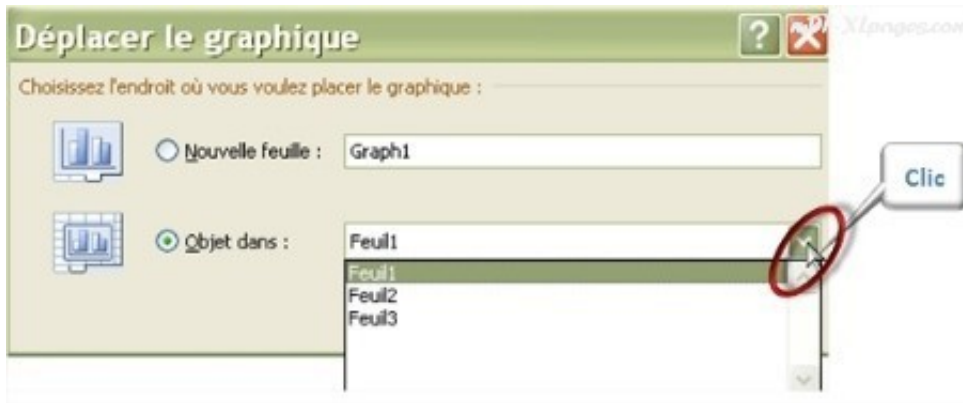 Déplacer le graphique
Choisissez l'endroit où vous voulez placer le graphique :
Nouvelle feuille : Graph1
Clic
Objet dans : Feuil1
Feuil1
Feuil2
Feuil3